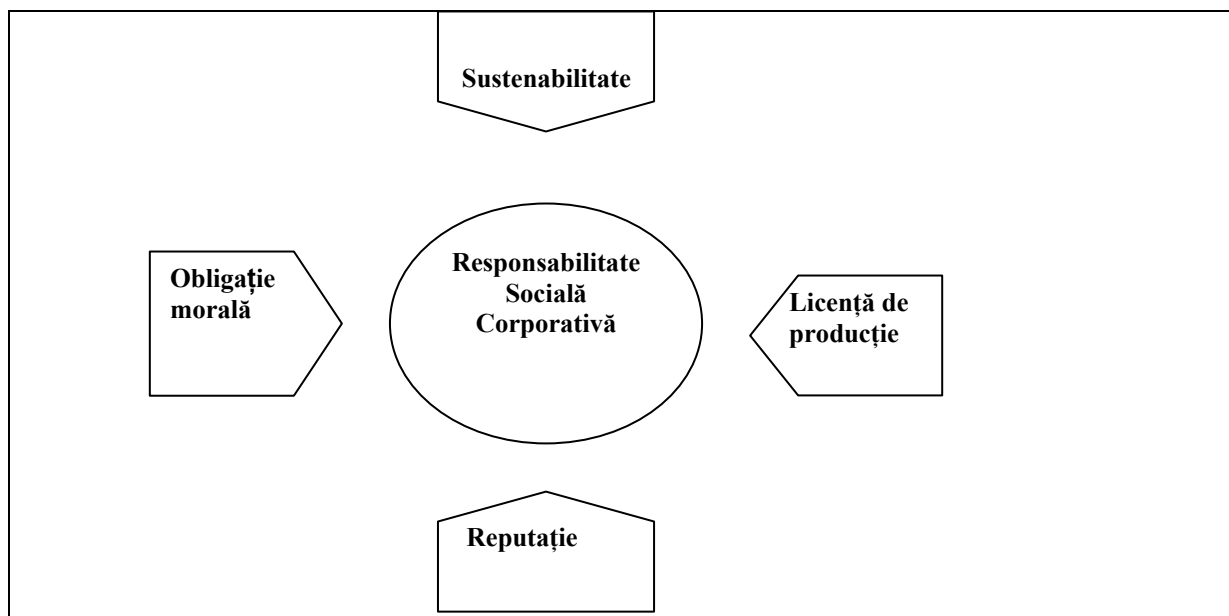 Sustenabilitate
Obligație
morală
Responsabilitate
Socială
Corporativă
Licență de
producție
Reputație